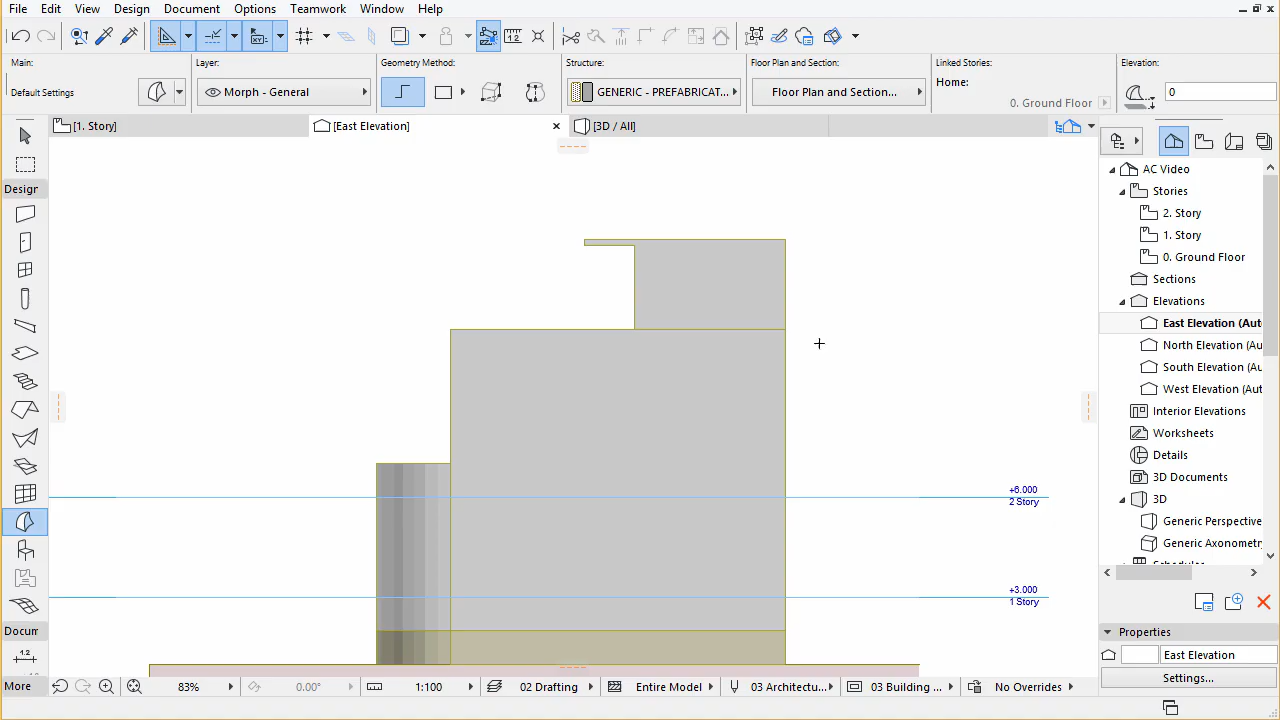 File Edit View Design Document Options Teamwork Window Help
Main:
Default Settings
Layer:
Morph - General
Geometry Method:
Structure:
GENERIC - PREFABRICAT...
Floor Plan and Section:
Floor Plan and Section...
Linked Stories:
Home:
0. Ground Floor
Elevation:
0
[1. Story]
[East Elevation]
[3D / All]
Design
Docum
1.2
More
+6.000
2 Story
+3.000
1 Story
AC Video
Stories
2. Story
1. Story
0. Ground Floor
Sections
Elevations
East Elevation (Aut
North Elevation (Au
South Elevation (Au
West Elevation (Aut
Interior Elevations
Worksheets
Details
3D Documents
3D
Generic Perspective
Generic Axonometr
Properties
East Elevation
Settings...
83%
0.00°
1:100
02 Drafting
Entire Model
03 Architectu...
03 Building ...
No Overrides